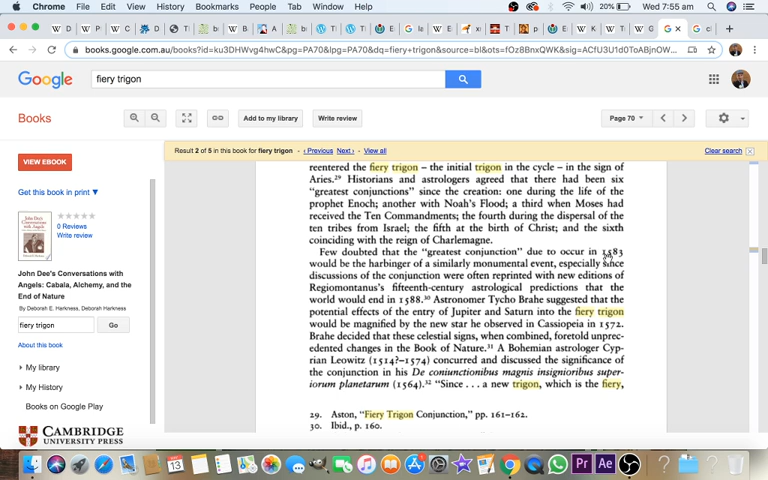 Chrome File Edit View History Bookmarks People Tab Window Help 20% Wed 7:55 am
books.google.com/books?id=ku3DHWvg4hwC&pg=PA70&lpg=PA70&dq=fiery+trigon&source=bl&ots=fOz8BnxQWK&sig=ACfU3U1d0ToABjnOW...
Google fiery trigon
Books Add to my library Write review Page 70
Result 2 of 5 in this book for fiery trigon - ‹ Previous Next › - View all Clear search
VIEW EBOOK
Get this book in print ▼
0 Reviews
Write review
John Dee's Conversations with
Angels: Cabala, Alchemy, and the
End of Nature
By Deborah E. Harkness, Deborah Harkness
fiery trigon Go
About this book
My library
My History
Books on Google Play
CAMBRIDGE
UNIVERSITY PRESS
reentered the fiery trigon – the initial trigon in the cycle – in the sign of
Aries.29 Historians and astrologers agreed that there had been six
“greatest conjunctions” since the creation: one during the life of the
prophet Enoch; another with Noah's Flood; a third when Moses had
received the Ten Commandments; the fourth during the dispersal of the
ten tribes from Israel; the fifth at the birth of Christ; and the sixth
coinciding with the reign of Charlemagne.
Few doubted that the “greatest conjunction” due to occur in 1583
would be the harbinger of a similarly monumental event, especially since
discussions of the conjunction were often reprinted with new editions of
Regiomontanus's fifteenth-century astrological predictions that the
world would end in 1588.30 Astronomer Tycho Brahe suggested that the
potential effects of the entry of Jupiter and Saturn into the fiery trigon
would be magnified by the new star he observed in Cassiopeia in 1572.
Brahe decided that these celestial signs, when combined, foretold unprec-
edented changes in the Book of Nature.31 A Bohemian astrologer Cyp-
rian Leowitz (1514?–1574) concurred and discussed the significance of
the conjunction in his De coniunctionibus magnis insignioribus super-
iorum planetarum (1564).32 “Since . . . a new trigon, which is the fiery,
29. Aston, “Fiery Trigon Conjunction,” pp. 161–162.
30. Ibid., p. 160.